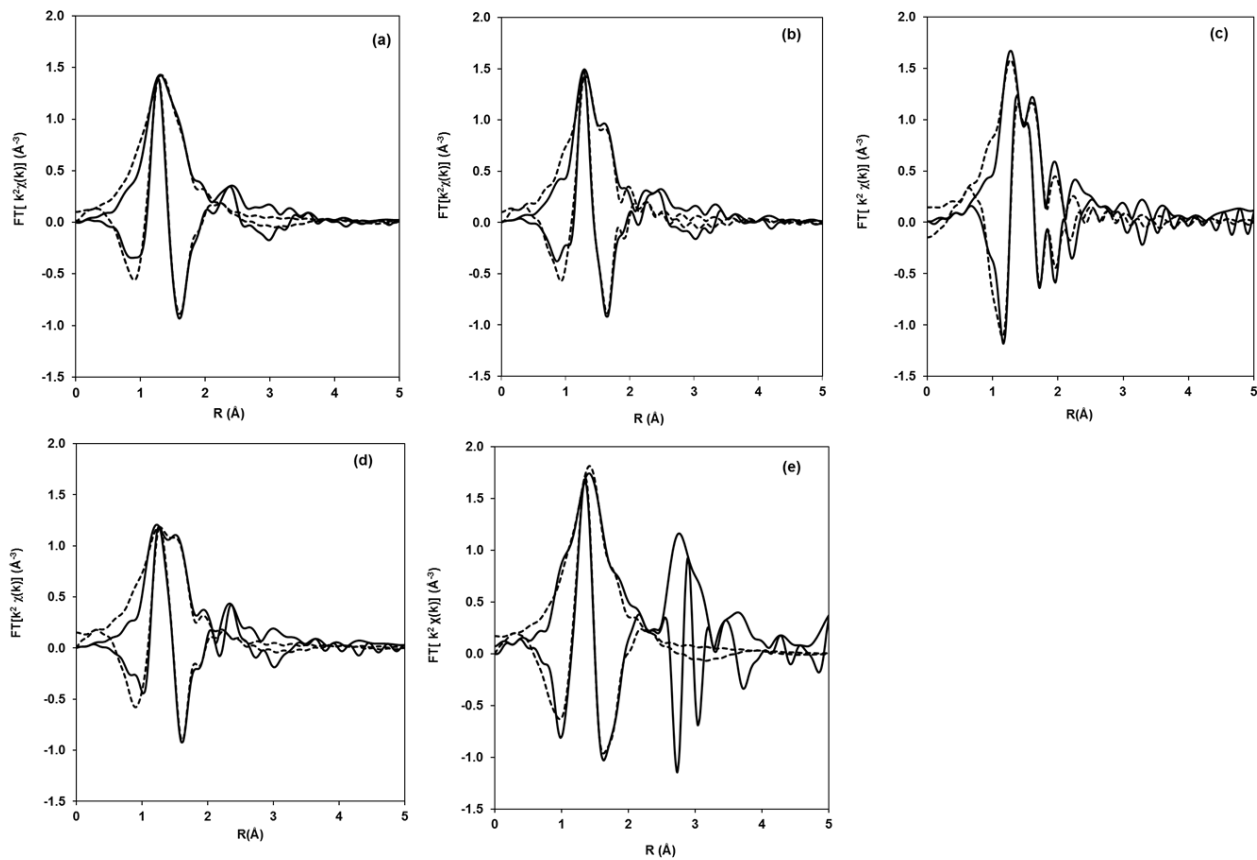 (a)
FT[ k²χ(k)] (Å⁻³)
2.0
1.5
1.0
0.5
0.0
-0.5
-1.0
-1.5
0 1 2 3 4 5
R (Å)
(b)
FT[k²χ(k)] (Å⁻³)
2.0
1.5
1.0
0.5
0.0
-0.5
-1.0
-1.5
0 1 2 3 4 5
R (Å)
(c)
FT[ k² χ(k)] (Å⁻³)
2.0
1.5
1.0
0.5
0.0
-0.5
-1.0
-1.5
0 1 2 3 4 5
R(Å)
(d)
FT[k² χ(k)] (Å⁻³)
2.0
1.5
1.0
0.5
0.0
-0.5
-1.0
-1.5
0 1 2 3 4 5
R(Å)
(e)
FT[ k² χ(k)] (Å⁻³)
2.0
1.5
1.0
0.5
0.0
-0.5
-1.0
-1.5
0 1 2 3 4 5
R (Å)